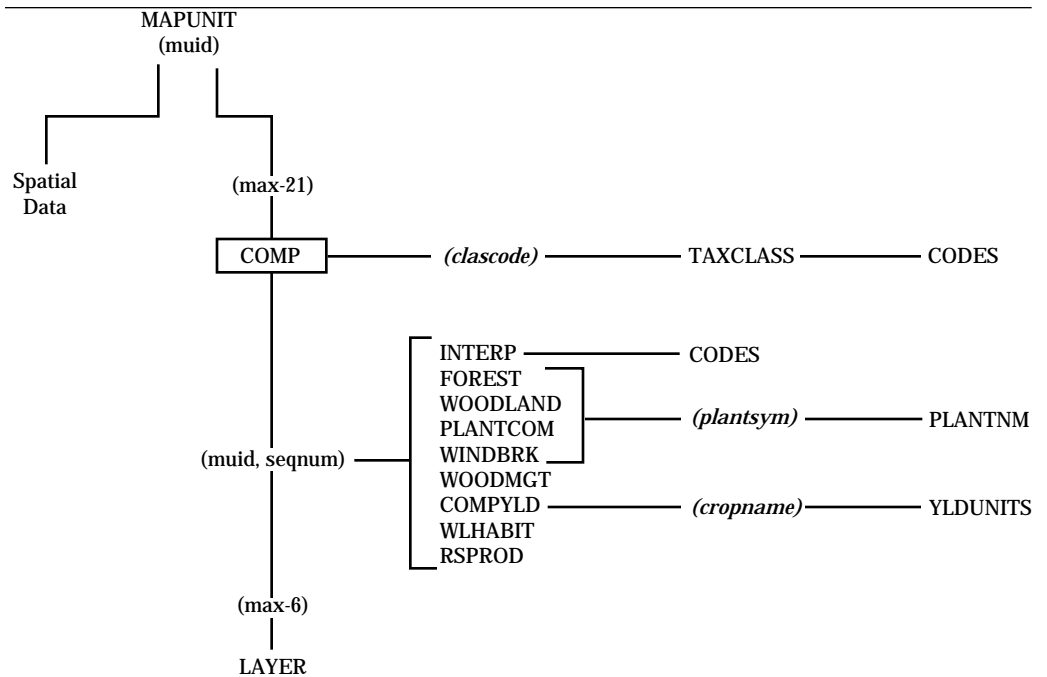 MAPUNIT
(muid)
Spatial
Data
(max-21)
COMP
(clascode)
TAXCLASS
CODES
INTERP
CODES
FOREST
WOODLAND
PLANTCOM
WINDBRK
(plantsym)
PLANTNM
(muid, seqnum)
WOODMGT
COMPYLD
(cropname)
YLDUNITS
WLHABIT
RSPROD
(max-6)
LAYER